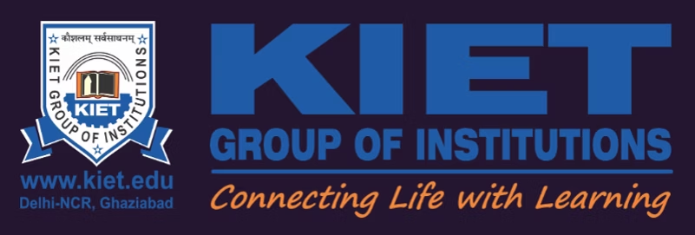 कौशलम् सर्वसाधनम्
KIET GROUP OF INSTITUTIONS
KIET
www.kiet.edu
Delhi-NCR, Ghaziabad
KIET
GROUP OF INSTITUTIONS
Connecting Life with Learning